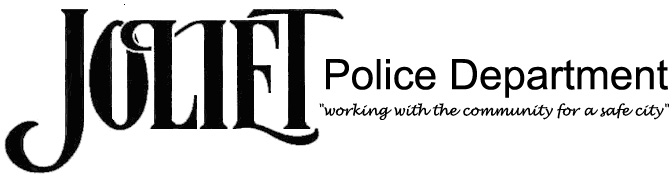 JOLIET
Police Department
"working with the community for a safe city"